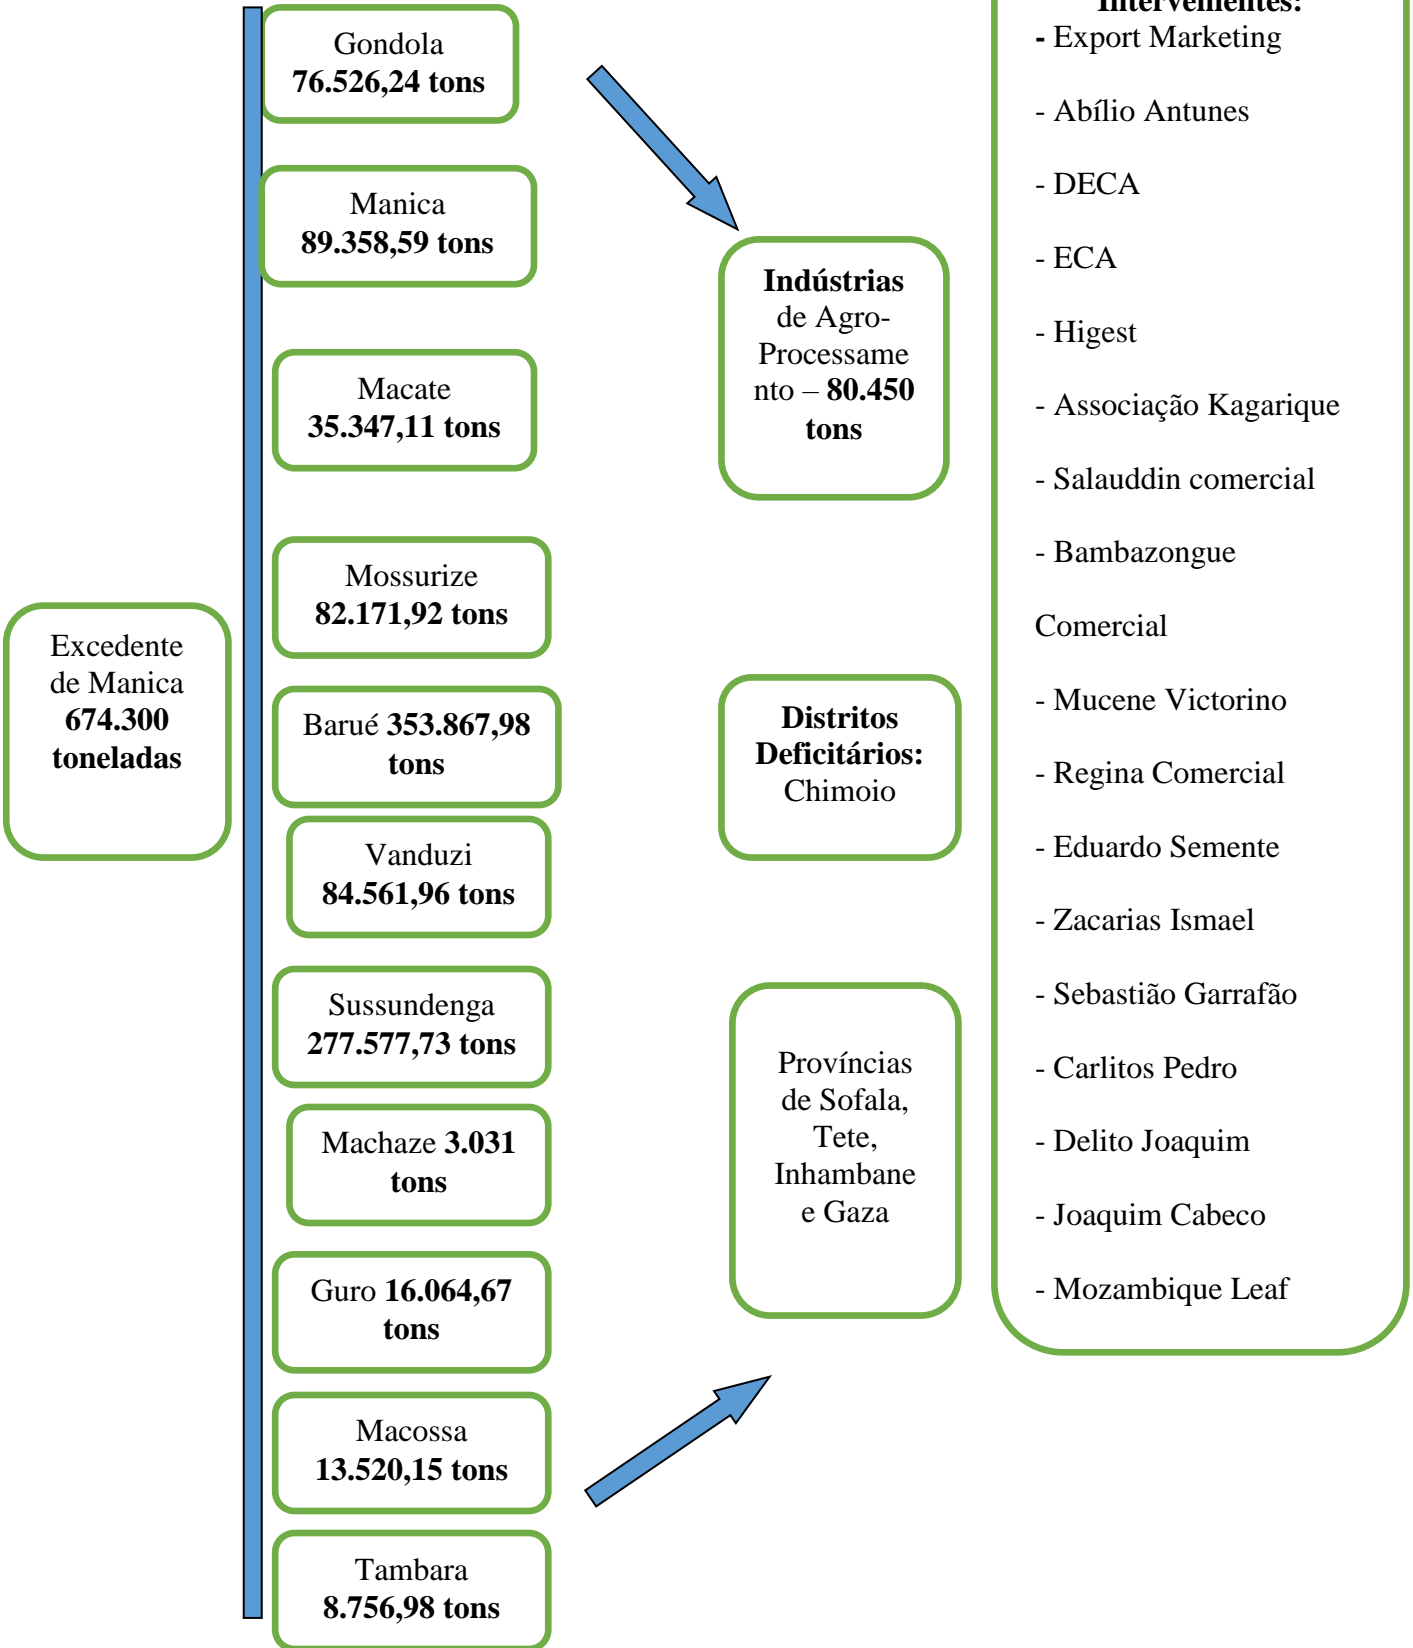 Gondola
76.526,24 tons
Manica
89.358,59 tons
Macate
35.347,11 tons
Mossurize
82.171,92 tons
Excedente
de Manica
674.300
toneladas
Barué 353.867,98
tons
Vanduzi
84.561,96 tons
Sussundenga
277.577,73 tons
Machaze 3.031
tons
Guro 16.064,67
tons
Macossa
13.520,15 tons
Tambara
8.756,98 tons
Indústrias
de Agro-
Processame
nto – 80.450
tons
Distritos
Deficitários:
Chimoio
Províncias
de Sofala,
Tete,
Inhambane
e Gaza
Intervenientes:
- Export Marketing
- Abílio Antunes
- DECA
- ECA
- Higest
- Associação Kagarique
- Salauddin comercial
- Bambazongue
Comercial
- Mucene Victorino
- Regina Comercial
- Eduardo Semente
- Zacarias Ismael
- Sebastião Garrafão
- Carlitos Pedro
- Delito Joaquim
- Joaquim Cabeco
- Mozambique Leaf